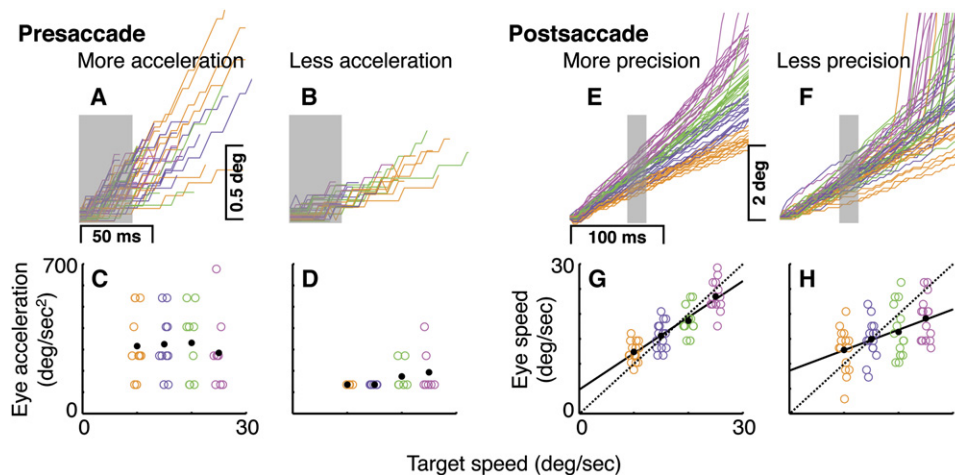 Presaccade
More acceleration
Less acceleration
Postsaccade
More precision
Less precision
A
B
E
F
0.5 deg
50 ms
2 deg
100 ms
C
D
G
H
700
0
Eye acceleration
(deg/sec²)
0
30
30
0
Eye speed
(deg/sec)
0
30
Target speed (deg/sec)